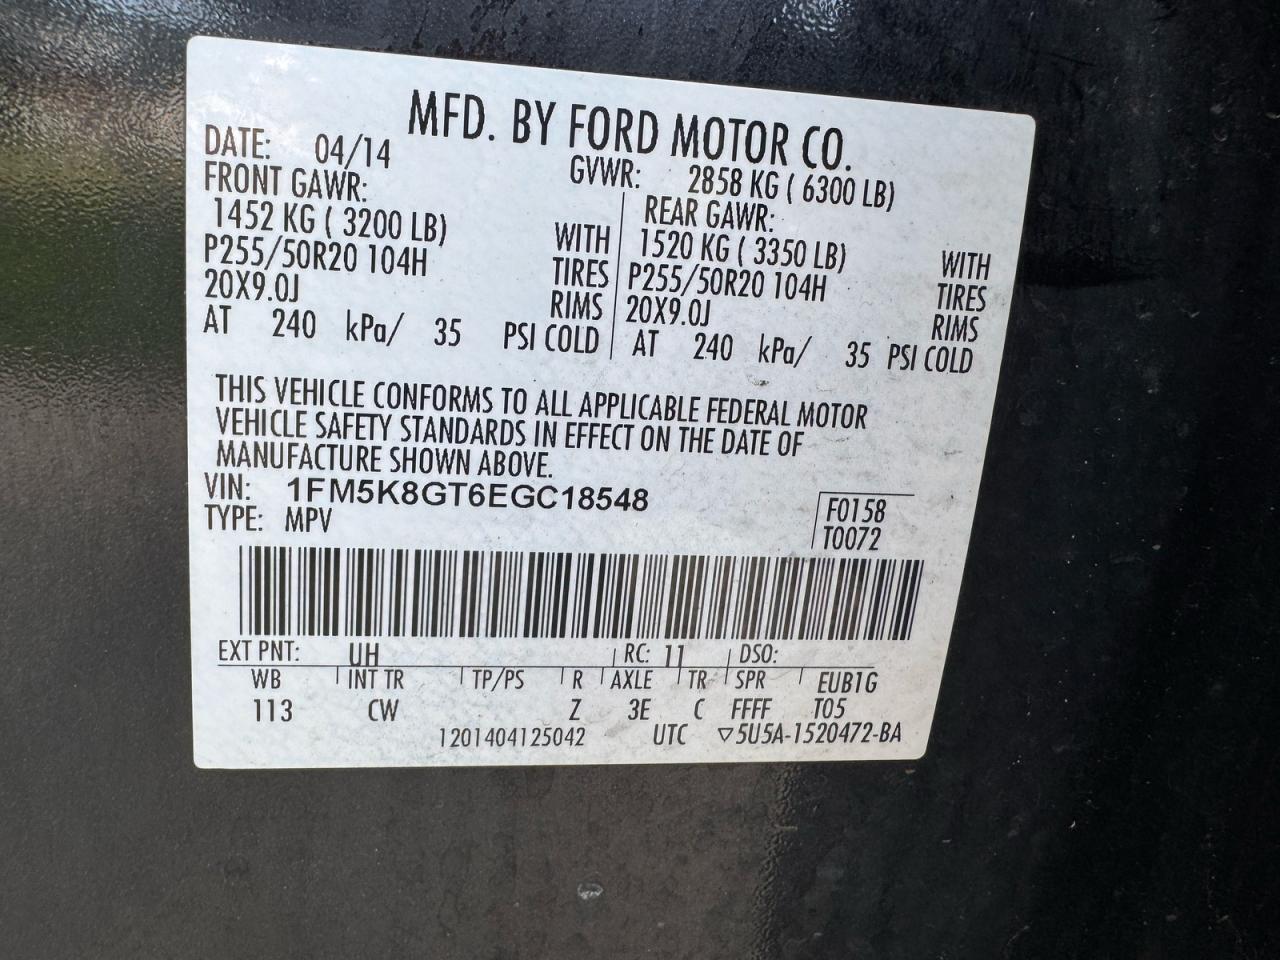 MFD. BY FORD MOTOR CO.
DATE: 04/14 GVWR: 2858 KG ( 6300 LB)
FRONT GAWR: REAR GAWR:
1452 KG ( 3200 LB) WITH 1520 KG ( 3350 LB) WITH
P255/50R20 104H TIRES P255/50R20 104H TIRES
20X9.0J RIMS 20X9.0J RIMS
AT 240 kPa/ 35 PSI COLD AT 240 kPa/ 35 PSI COLD
THIS VEHICLE CONFORMS TO ALL APPLICABLE FEDERAL MOTOR
VEHICLE SAFETY STANDARDS IN EFFECT ON THE DATE OF
MANUFACTURE SHOWN ABOVE.
VIN: 1FM5K8GT6EGC18548 F0158
TYPE: MPV T0072
EXT PNT: UH RC: 11 DSO:
WB INT TR TP/PS R AXLE TR SPR EUB1G
113 CW Z 3E C FFFF T05
1201404125042 UTC ▽5U5A-1520472-BA